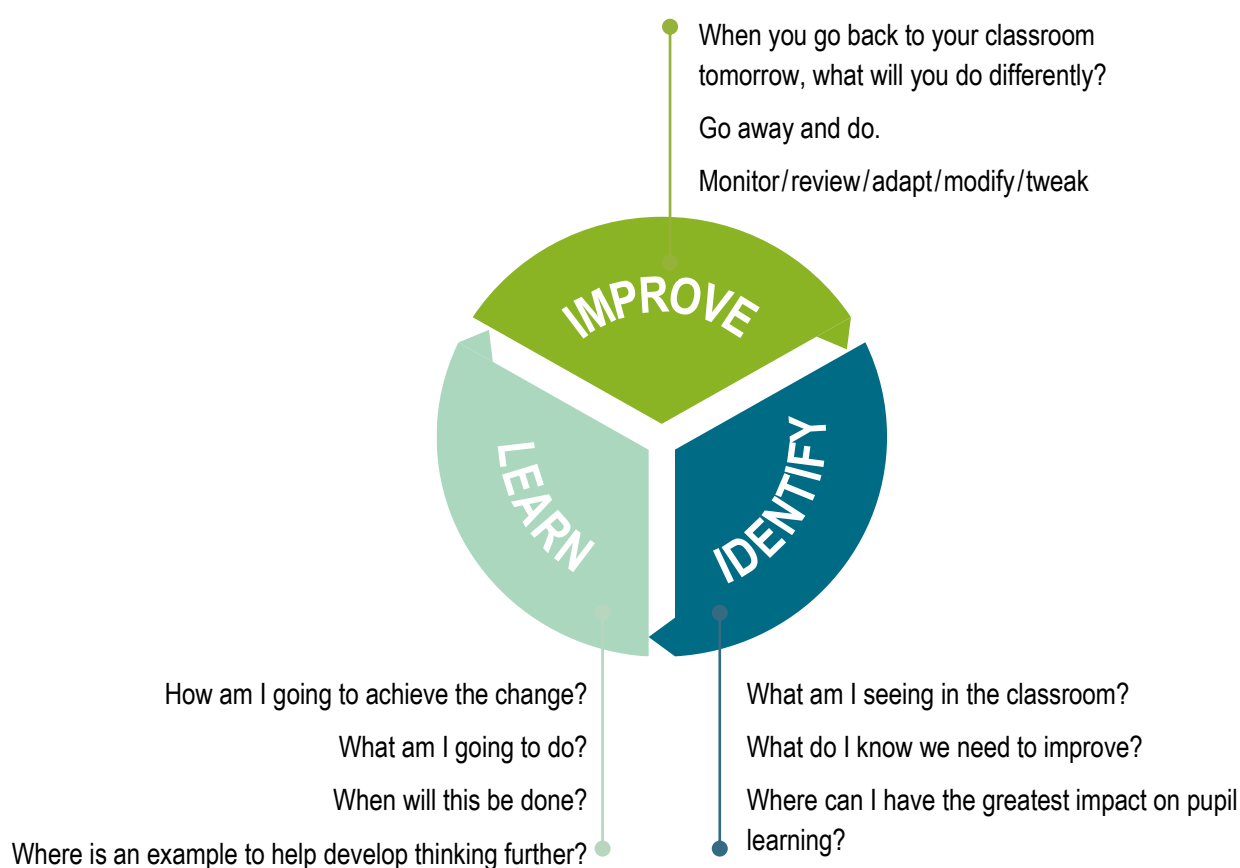 When you go back to your classroom
tomorrow, what will you do differently?
Go away and do.
Monitor/review/adapt/modify/tweak
IMPROVE
LEARN
IDENTIFY
How am I going to achieve the change?
What am I going to do?
When will this be done?
Where is an example to help develop thinking further?
What am I seeing in the classroom?
What do I know we need to improve?
Where can I have the greatest impact on pupil
learning?